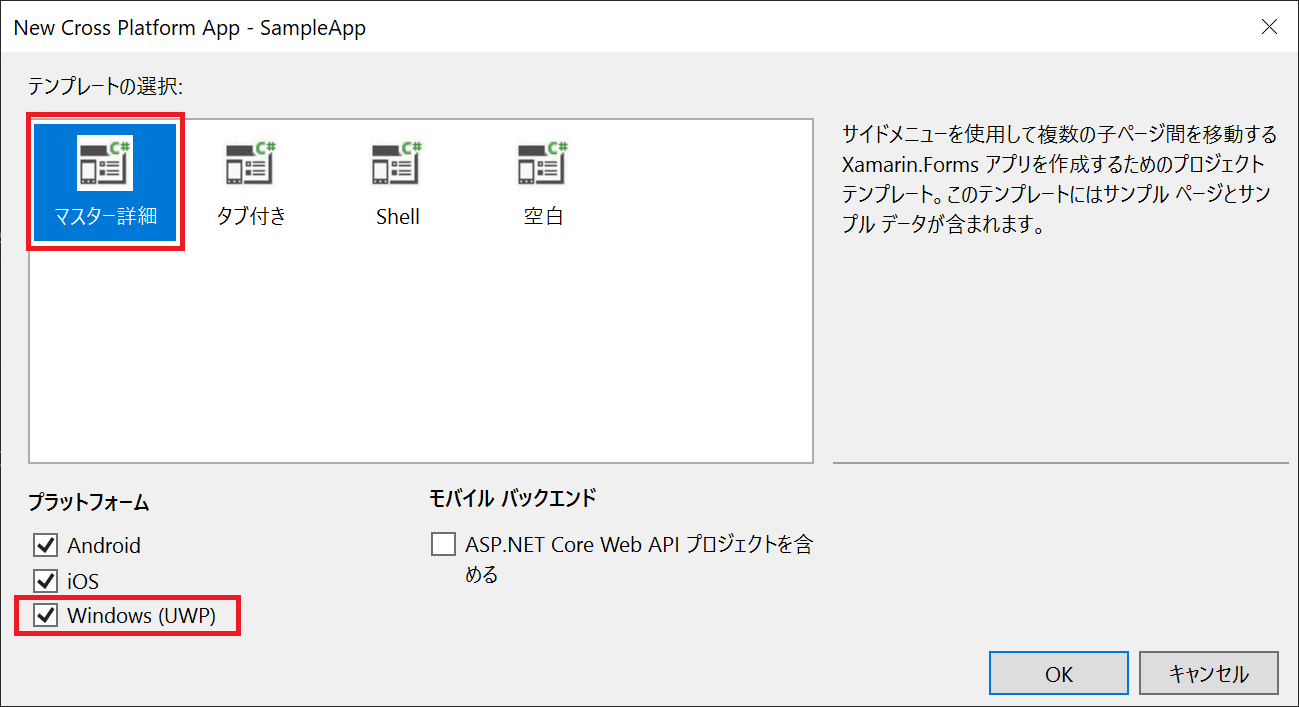 New Cross Platform App - SampleApp
テンプレートの選択:
C#
C#
C#
C#
マスター詳細
タブ付き
Shell
空白
サイドメニューを使用して複数の子ページ間を移動する
Xamarin.Forms アプリを作成するためのプロジェクト
テンプレート。このテンプレートにはサンプル ページとサン
プル データが含まれます。
プラットフォーム
Android
iOS
Windows (UWP)
モバイル バックエンド
ASP.NET Core Web API プロジェクトを含
める
OK
キャンセル